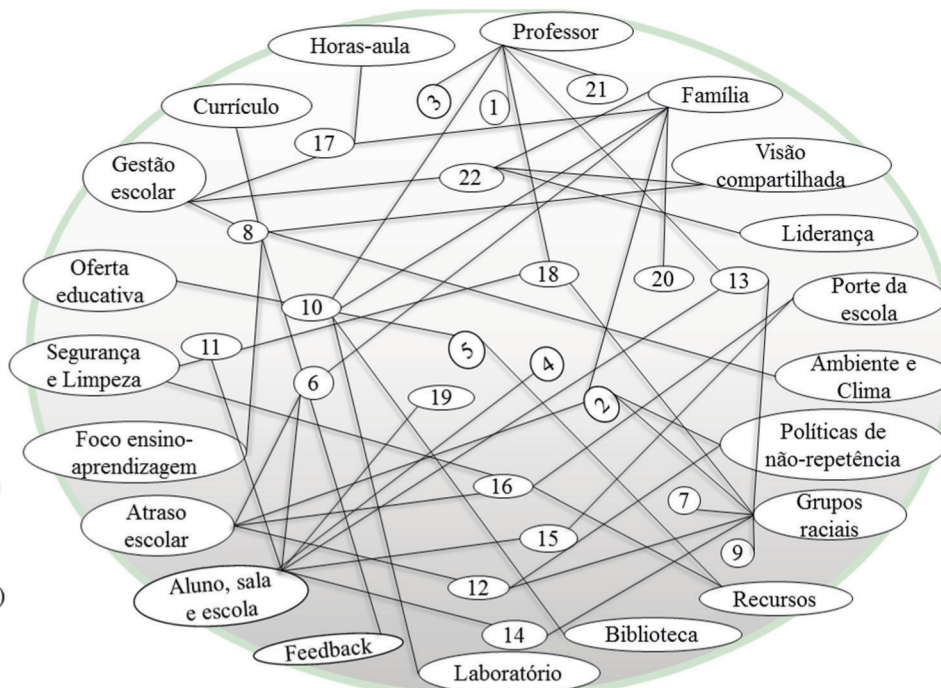 Professor
Horas-aula
21
3
1
Família
Currículo
17
Visão
compartilhada
Gestão
escolar
22
8
Liderança
Oferta
educativa
18
20
13
Porte da
escola
10
11
5
4
Segurança
e Limpeza
6
Ambiente e
Clima
19
2
Foco ensino-
aprendizagem
Políticas de
não-repetência
16
7
Atraso
escolar
Grupos
raciais
15
9
12
Aluno, sala
e escola
Recursos
)
14
Biblioteca
Feedback
Laboratório